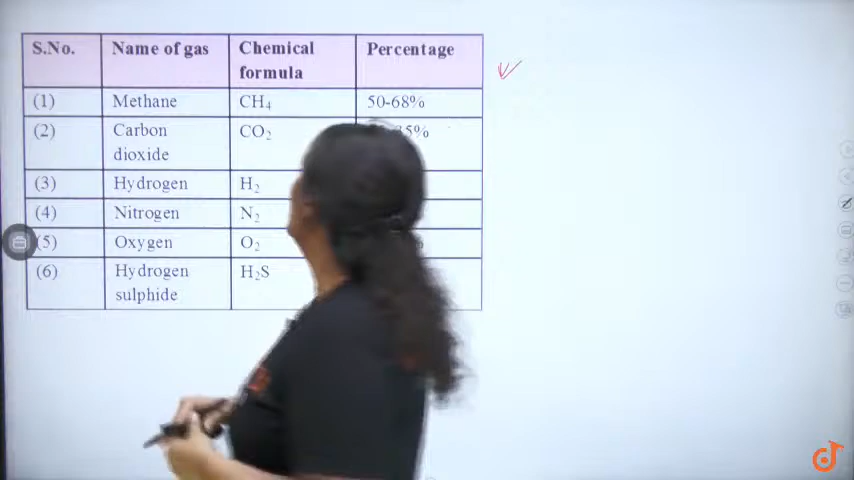 S.No. Name of gas Chemical formula Percentage
(1) Methane CH₄ 50-68%
(2) Carbon dioxide CO₂ 5%
(3) Hydrogen H₂
(4) Nitrogen N₂
(5) Oxygen O₂
(6) Hydrogen sulphide H₂S